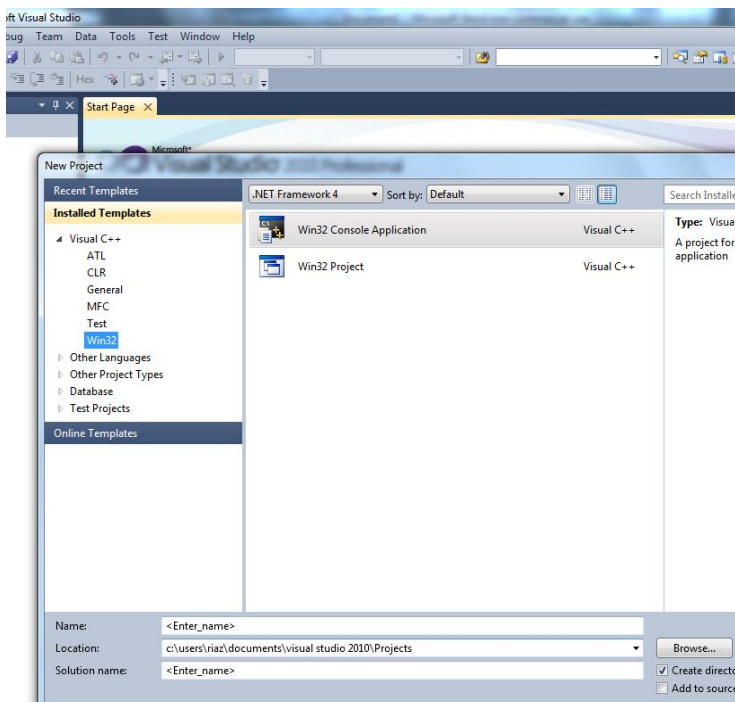 oft Visual Studio
bug Team Data Tools Test Window Help
Hex
Start Page
Microsoft®
Visual Studio 2010 Professional
New Project
Recent Templates
.NET Framework 4 Sort by: Default Search Installe
Installed Templates
Win32 Console Application Visual C++
Type: Visua
Visual C++
A project for
ATL
application
CLR
Win32 Project Visual C++
General
MFC
Test
Win32
Other Languages
Other Project Types
Database
Test Projects
Online Templates
Name: <Enter_name>
Location: c:\users\riaz\documents\visual studio 2010\Projects Browse...
Solution name: <Enter_name> Create directo
Add to source